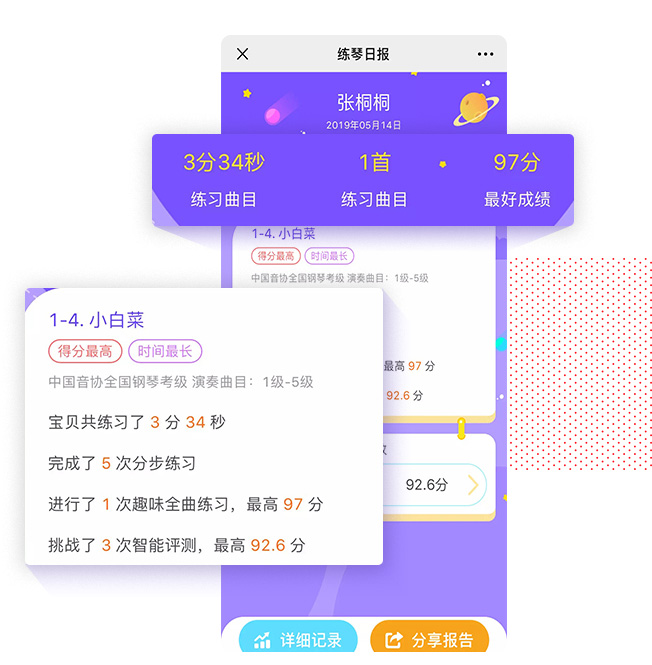 练琴日报
张桐桐
2019年05月14日
3分34秒 1首 97分
练习曲目 练习曲目 最好成绩
1-4. 小白菜
得分最高 时间最长
中国音协全国钢琴考级 演奏曲目：1级-5级
最高 97 分
92.6 分
92.6分
1-4. 小白菜
得分最高 时间最长
中国音协全国钢琴考级 演奏曲目：1级-5级
宝贝共练习了 3 分 34 秒
完成了 5 次分步练习
进行了 1 次趣味全曲练习，最高 97 分
挑战了 3 次智能评测，最高 92.6 分
详细记录 分享报告